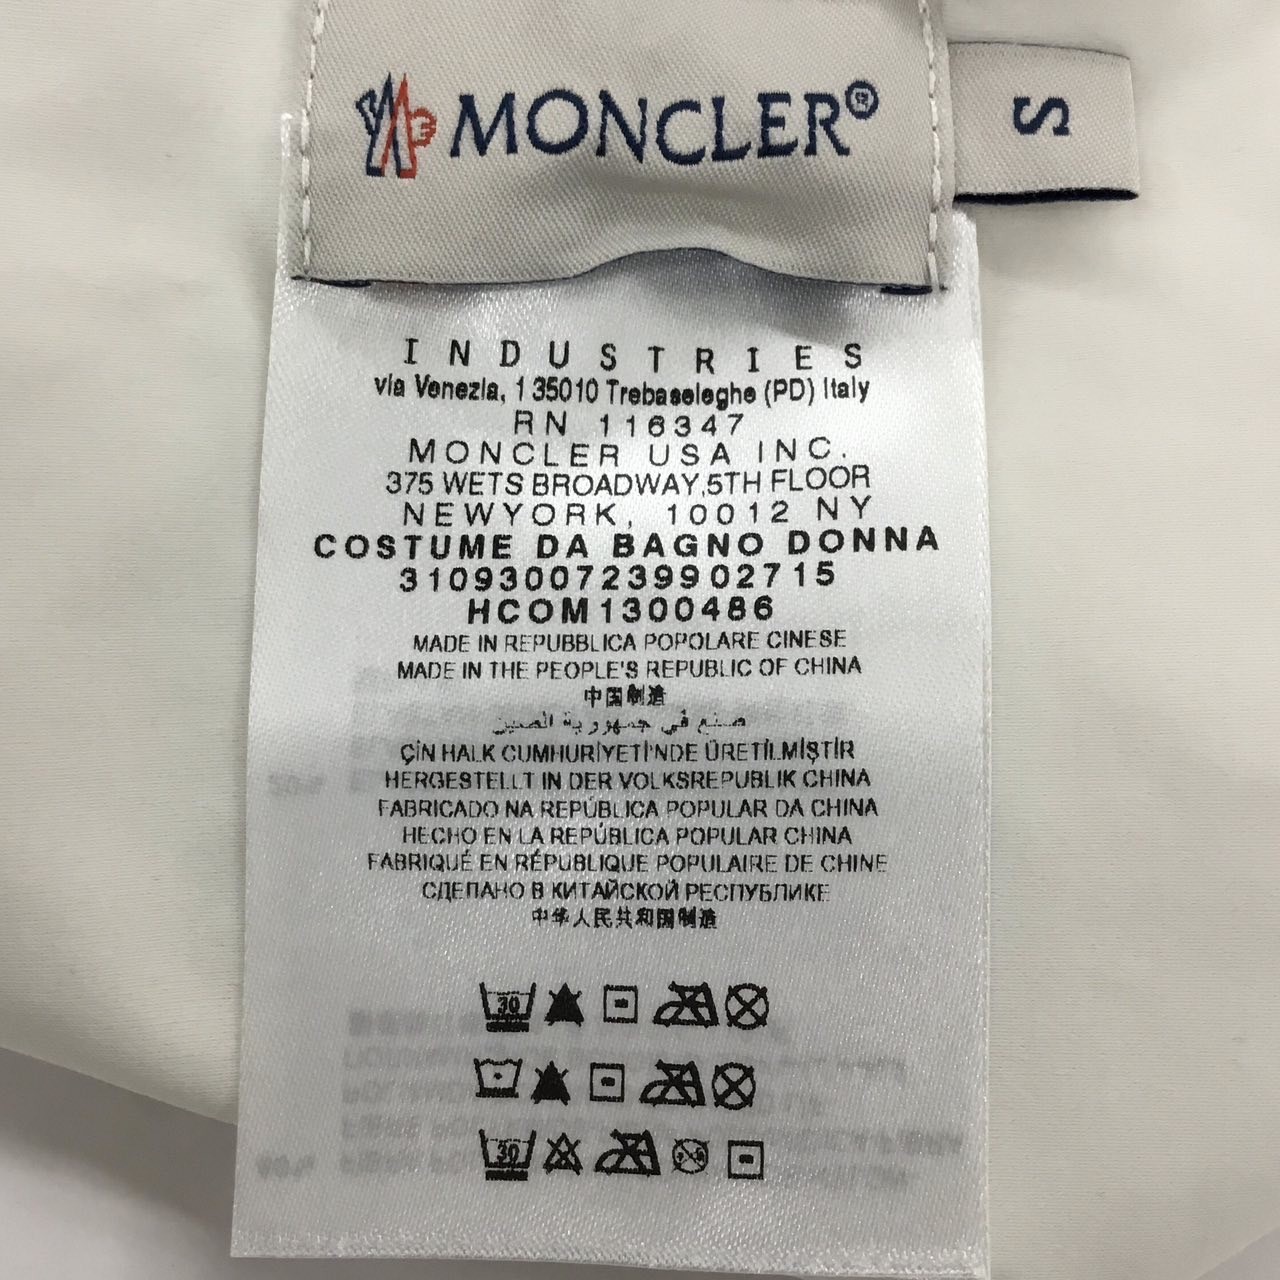 MONCLER®
S
INDUSTRIES
via Venezia, 1 35010 Trebaseleghe (PD) Italy
RN 116347
MONCLER USA INC.
375 WETS BROADWAY,5TH FLOOR
NEWYORK, 10012 NY
COSTUME DA BAGNO DONNA
31093007239902715
HCOM1300486
MADE IN REPUBBLICA POPOLARE CINESE
MADE IN THE PEOPLE'S REPUBLIC OF CHINA
中国制造
صنع في جمهورية الصين
ÇİN HALK CUMHURİYETİ'NDE ÜRETİLMİŞTİR
HERGESTELLT IN DER VOLKSREPUBLIK CHINA
FABRICADO NA REPÚBLICA POPULAR DA CHINA
HECHO EN LA REPÚBLICA POPULAR CHINA
FABRIQUÉ EN RÉPUBLIQUE POPULAIRE DE CHINE
СДЕЛАНО В КИТАЙСКОЙ РЕСПУБЛИКЕ
中华人民共和国制造
30
30